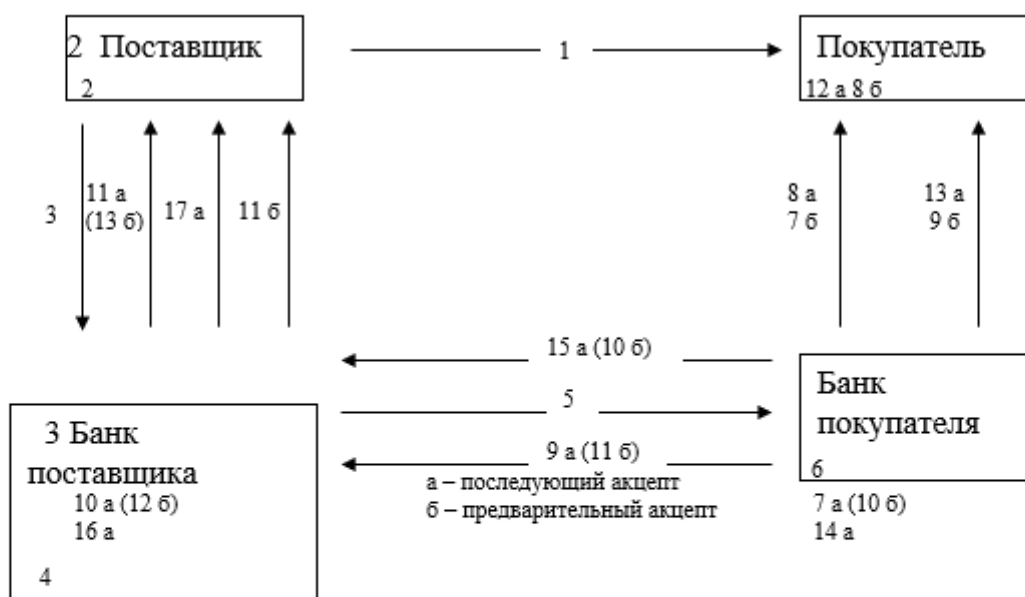 2 Поставщик
2
1
Покупатель
12 а 8 б
3
11 а
(13 б)
17 а
11 б
8 а
7 б
13 а
9 б
15 а (10 б)
5
9 а (11 б)
а – последующий акцепт
б – предварительный акцепт
3 Банк
поставщика
10 а (12 б)
16 а
4
Банк
покупателя
6
7 а (10 б)
14 а